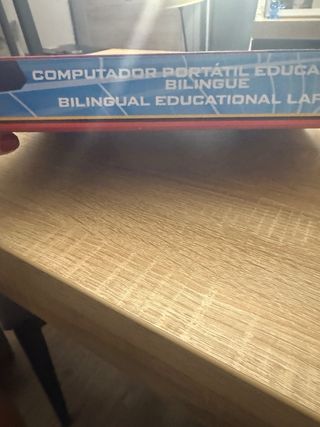 COMPUTADOR PORTÁTIL EDUCA
BILINGUE
BILINGUAL EDUCATIONAL LAP